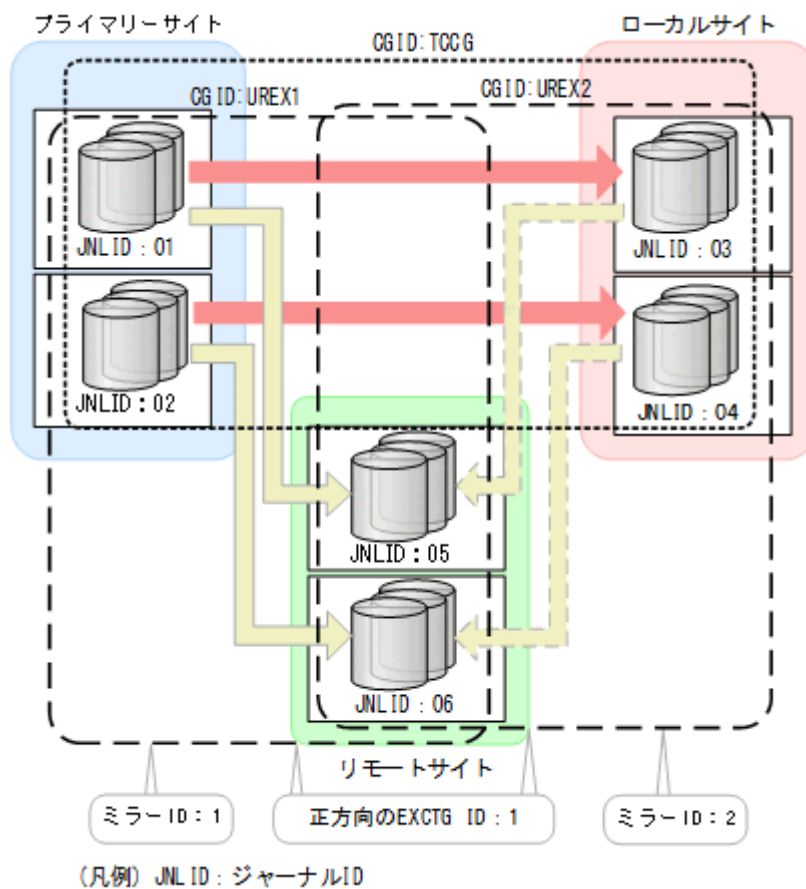 プライマリーサイト
ローカルサイト
CGID:TCCG
CGID:UREX1
CGID:UREX2
JNLID：01
JNLID：03
JNLID：02
JNLID：04
JNLID：05
JNLID：06
リモートサイト
ミラーID：1
正方向のEXCTG ID：1
ミラーID：2
（凡例）JNLID：ジャーナルID